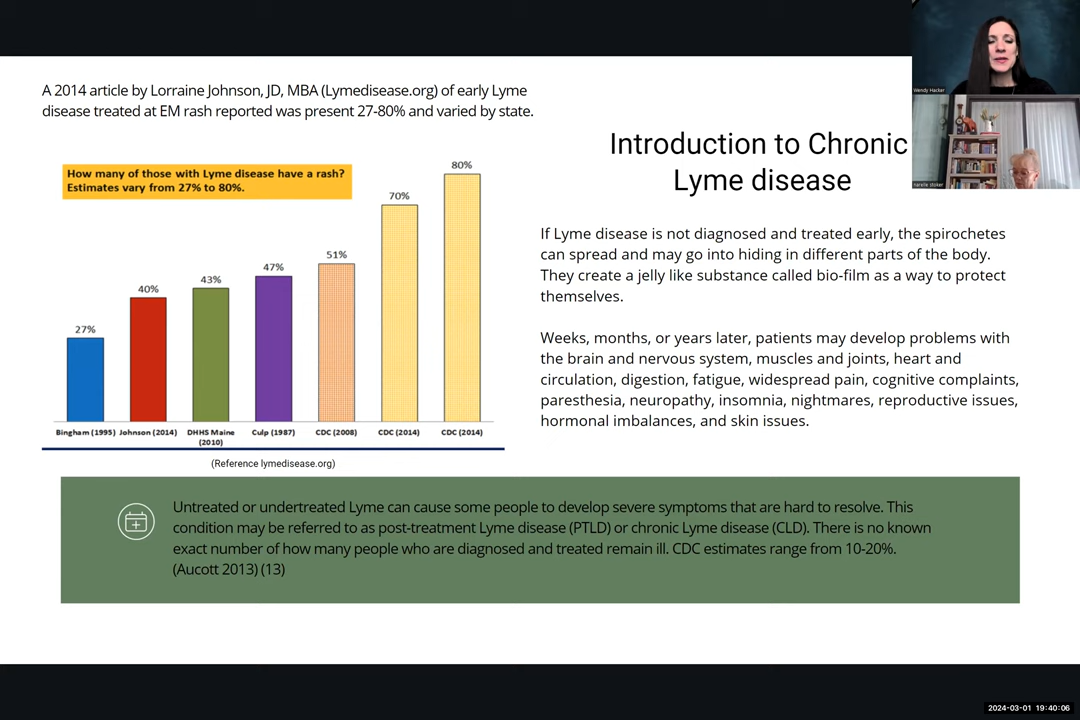 A 2014 article by Lorraine Johnson, JD, MBA (Lymedisease.org) of early Lyme
disease treated at EM rash reported was present 27-80% and varied by state.
How many of those with Lyme disease have a rash?
Estimates vary from 27% to 80%.
27%
40%
43%
47%
51%
70%
80%
Bingham (1995)
Johnson (2014)
DHHS Maine
(2010)
Culp (1987)
CDC (2008)
CDC (2014)
CDC (2014)
(Reference lymedisease.org)
Introduction to Chronic
Lyme disease
If Lyme disease is not diagnosed and treated early, the spirochetes
can spread and may go into hiding in different parts of the body.
They create a jelly like substance called bio-film as a way to protect
themselves.
Weeks, months, or years later, patients may develop problems with
the brain and nervous system, muscles and joints, heart and
circulation, digestion, fatigue, widespread pain, cognitive complaints,
paresthesia, neuropathy, insomnia, nightmares, reproductive issues,
hormonal imbalances, and skin issues.
Untreated or undertreated Lyme can cause some people to develop severe symptoms that are hard to resolve. This
condition may be referred to as post-treatment Lyme disease (PTLD) or chronic Lyme disease (CLD). There is no known
exact number of how many people who are diagnosed and treated remain ill. CDC estimates range from 10-20%.
(Aucott 2013) (13)
Wendy Hacker
narelle stoker
2024-03-01 19:40:06